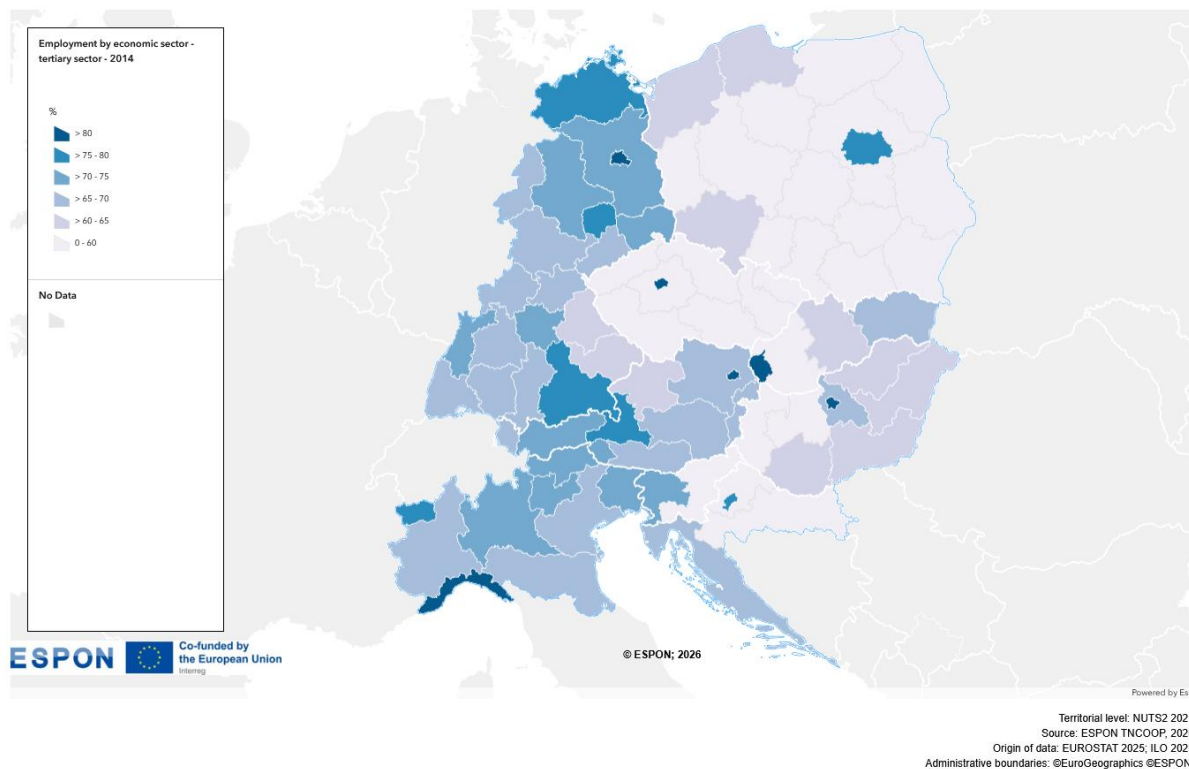 Employment by economic sector -
tertiary sector - 2014
%
> 80
> 75 - 80
> 70 - 75
> 65 - 70
> 60 - 65
0 - 60
No Data
ESPON
Co-funded by
the European Union
Interreg
© ESPON; 2026
Powered by Es
Territorial level: NUTS2 202
Source: ESPON TNCOOP, 202
Origin of data: EUROSTAT 2025; ILO 202
Administrative boundaries: ©EuroGeographics ©ESPON